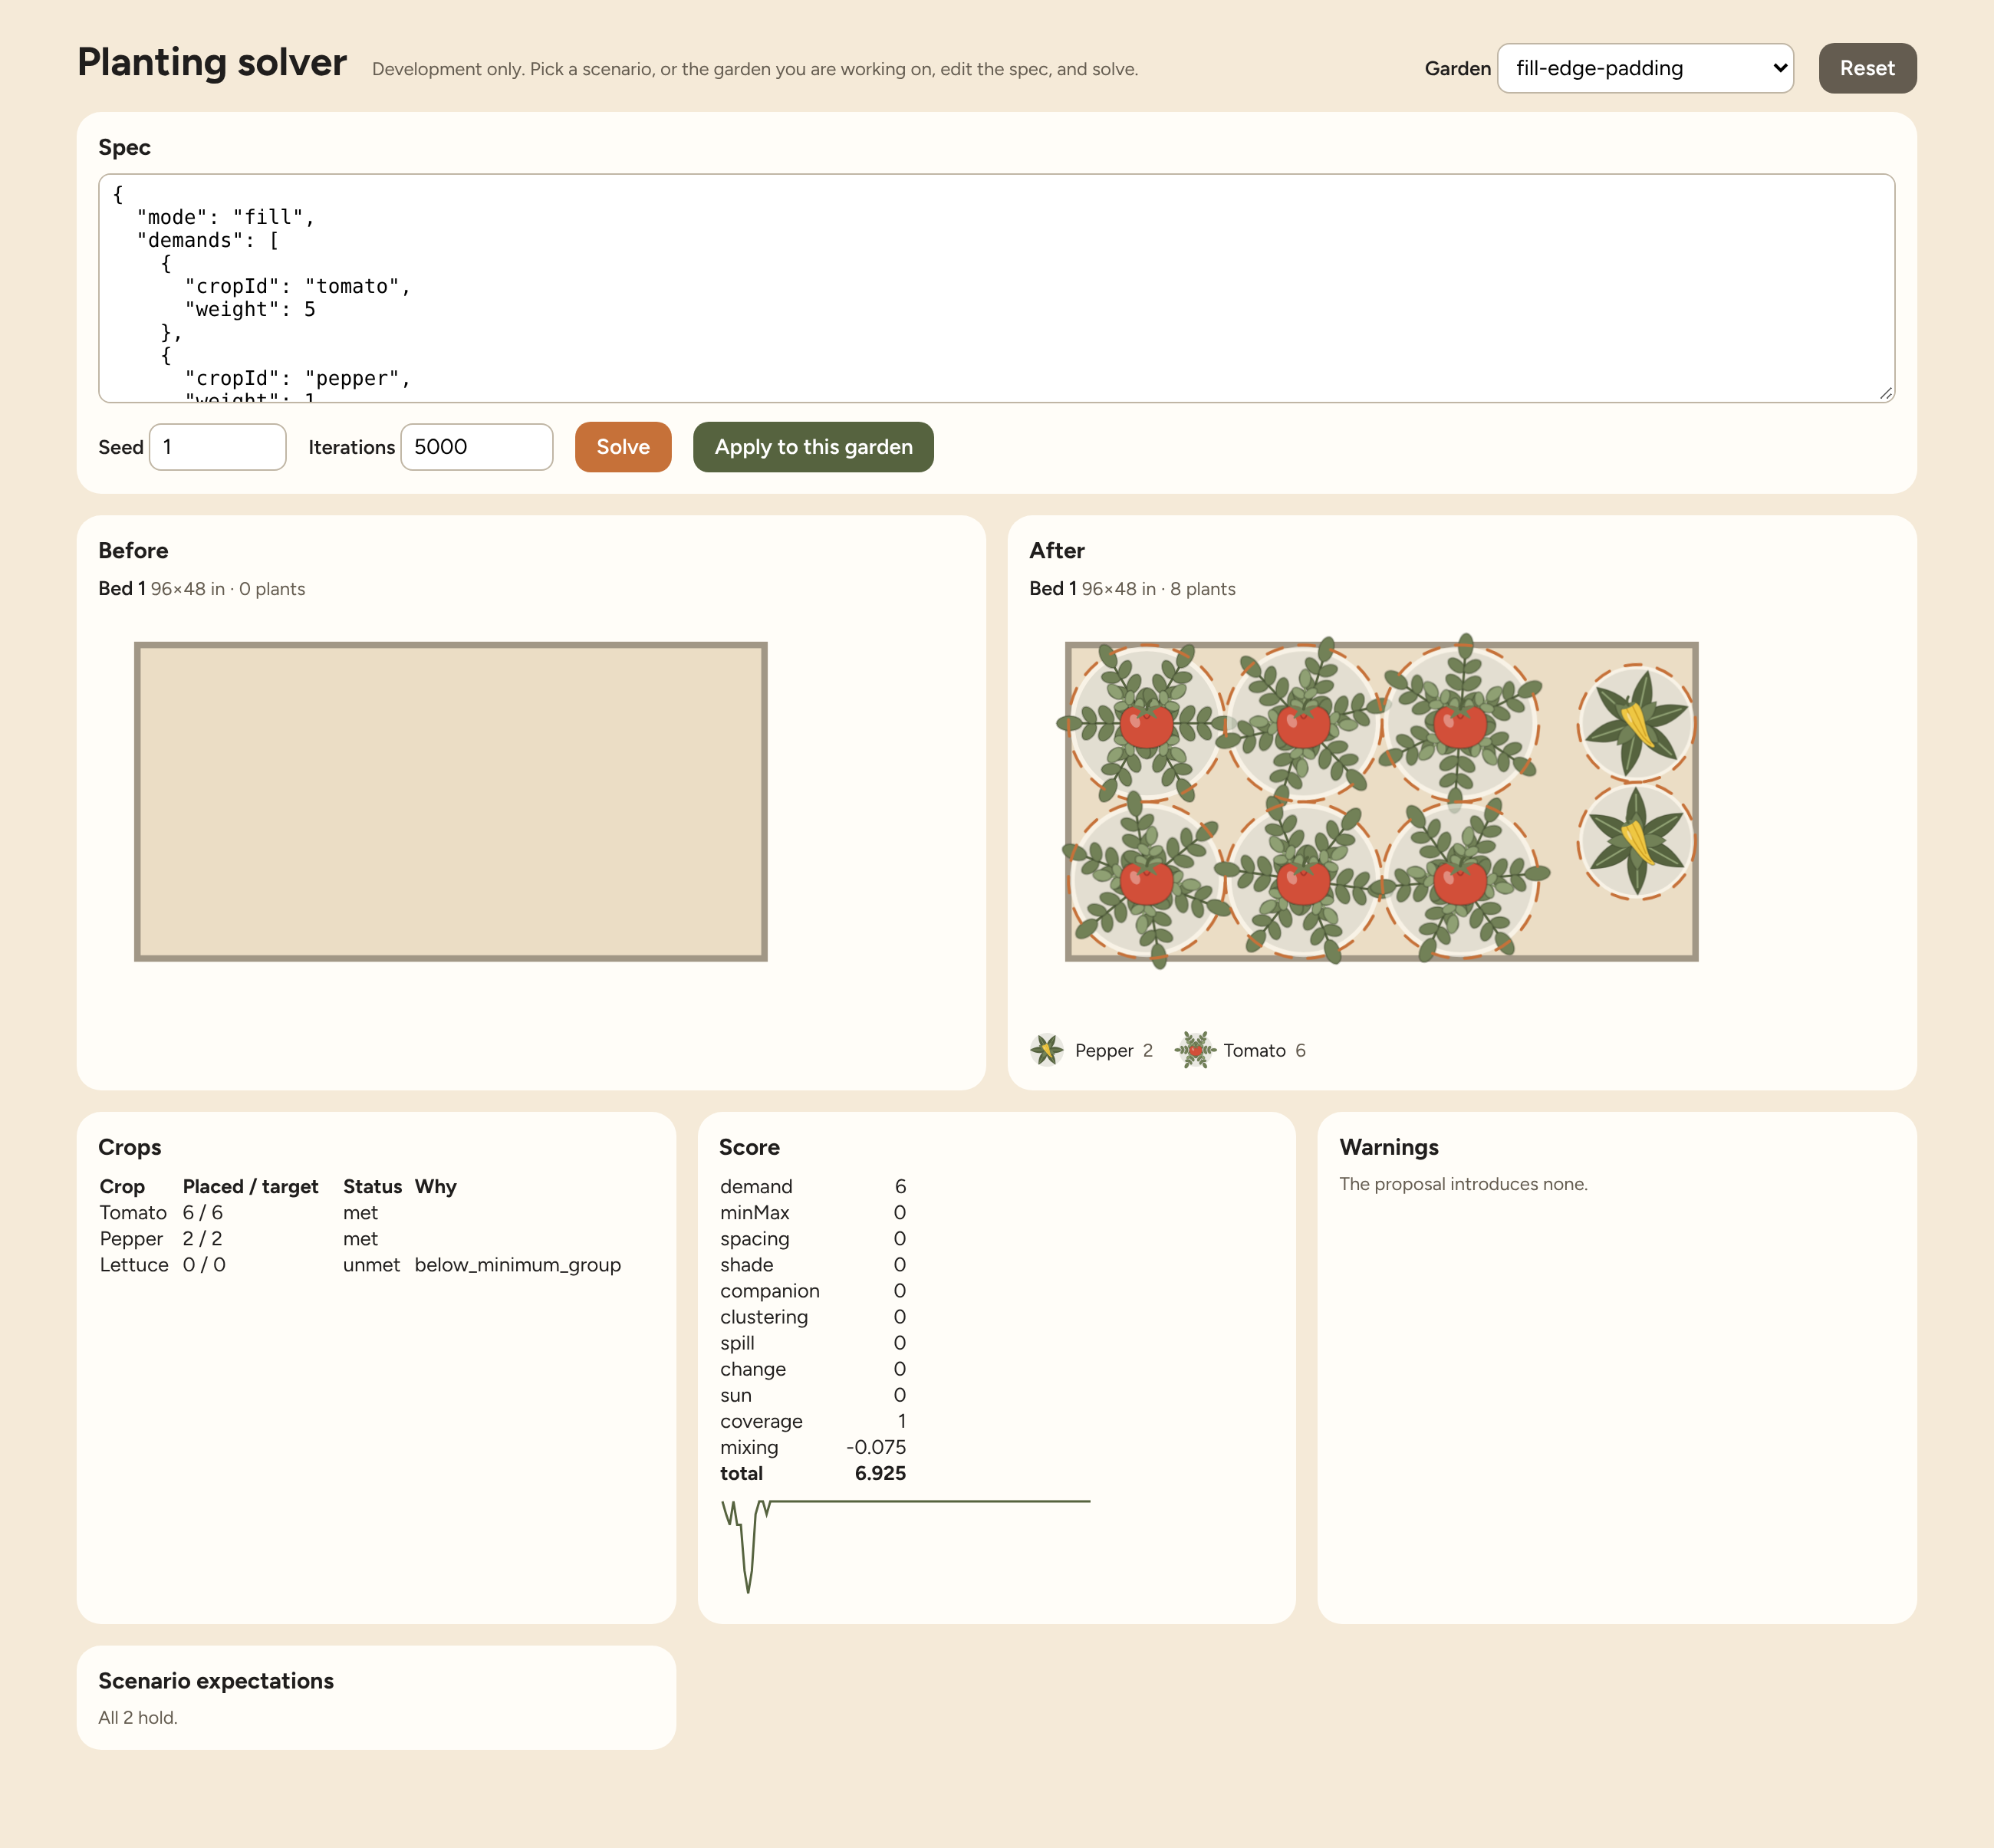 Planting solver
Development only. Pick a scenario, or the garden you are working on, edit the spec, and solve.
Garden
fill-edge-padding
Reset
Spec
{
"mode": "fill",
"demands": [
{
"cropId": "tomato",
"weight": 5
},
{
"cropId": "pepper",
"weight": 1
Seed 1 Iterations 5000 Solve Apply to this garden
Before
Bed 1 96×48 in · 0 plants
After
Bed 1 96×48 in · 8 plants
Pepper 2 Tomato 6
Crops
Crop Placed / target Status Why
Tomato 6 / 6 met
Pepper 2 / 2 met
Lettuce 0 / 0 unmet below_minimum_group
Score
demand 6
minMax 0
spacing 0
shade 0
companion 0
clustering 0
spill 0
change 0
sun 0
coverage 1
mixing -0.075
total 6.925
Warnings
The proposal introduces none.
Scenario expectations
All 2 hold.